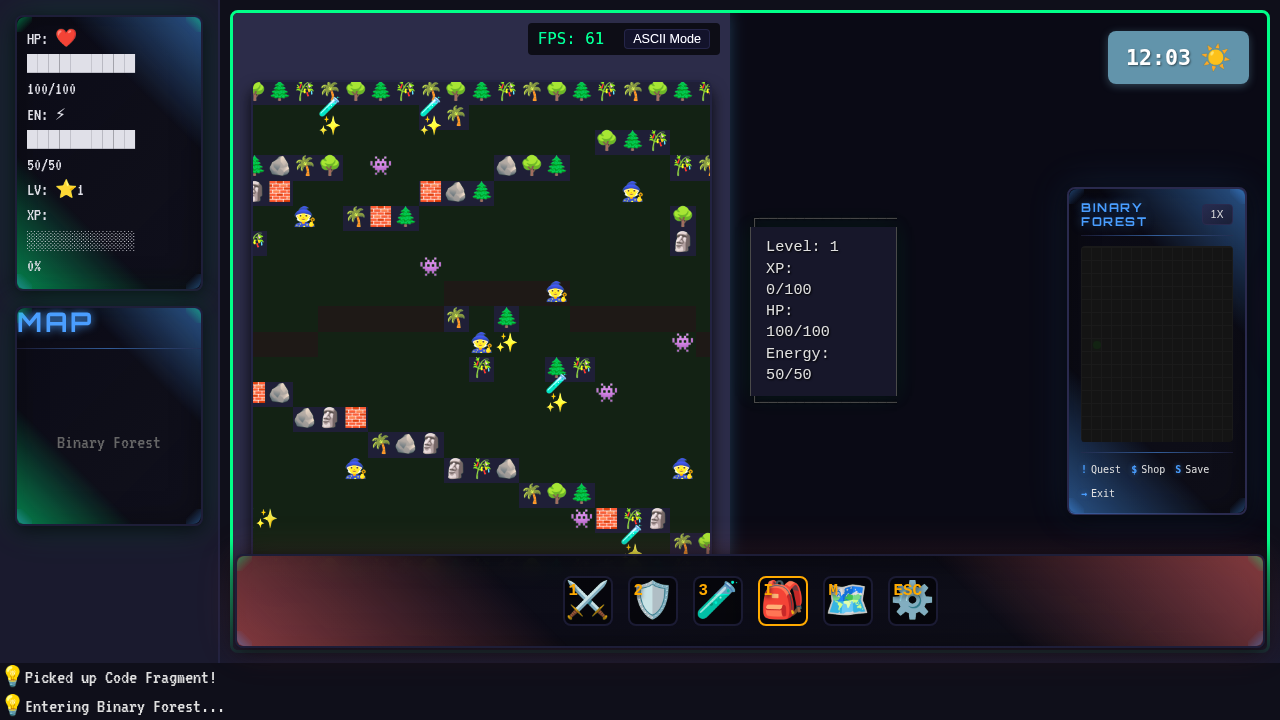 HP:
100/100
EN:
50/50
LV: 1
XP:
0%
MAP
Binary Forest
FPS: 61
ASCII Mode
Level: 1
XP:
0/100
HP:
100/100
Energy:
50/50
12:03
BINARY
FOREST
1X
! Quest $ Shop S Save
→ Exit
1 2 3 I M ESC
Picked up Code Fragment!
Entering Binary Forest...